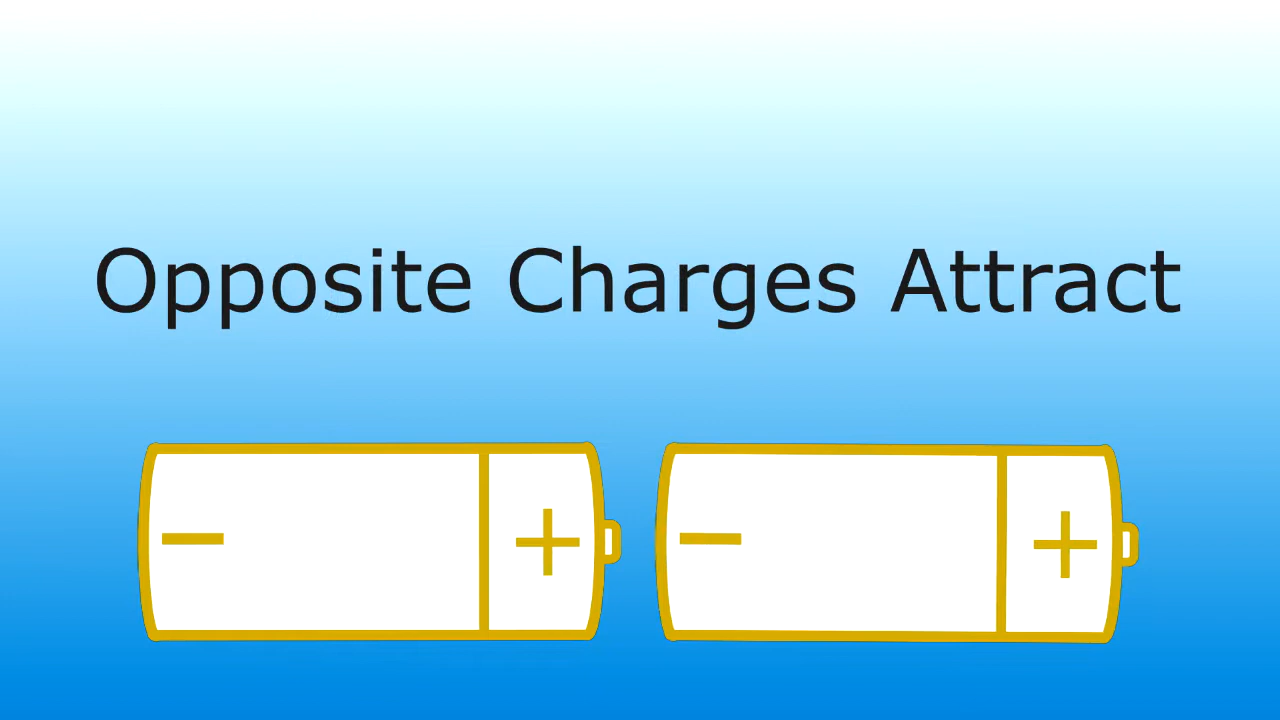 Opposite Charges Attract
− + − +